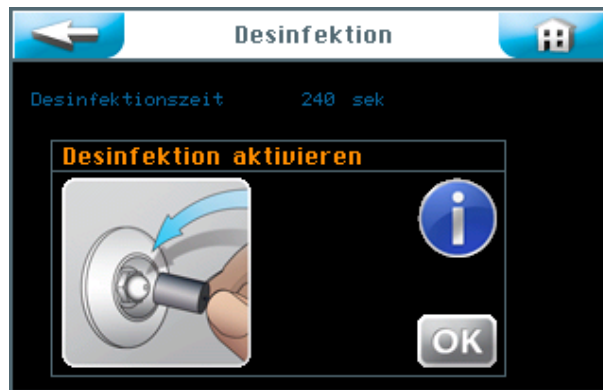 Desinfektion
Desinfektionszeit 240 sek
Desinfektion aktivieren
i
OK